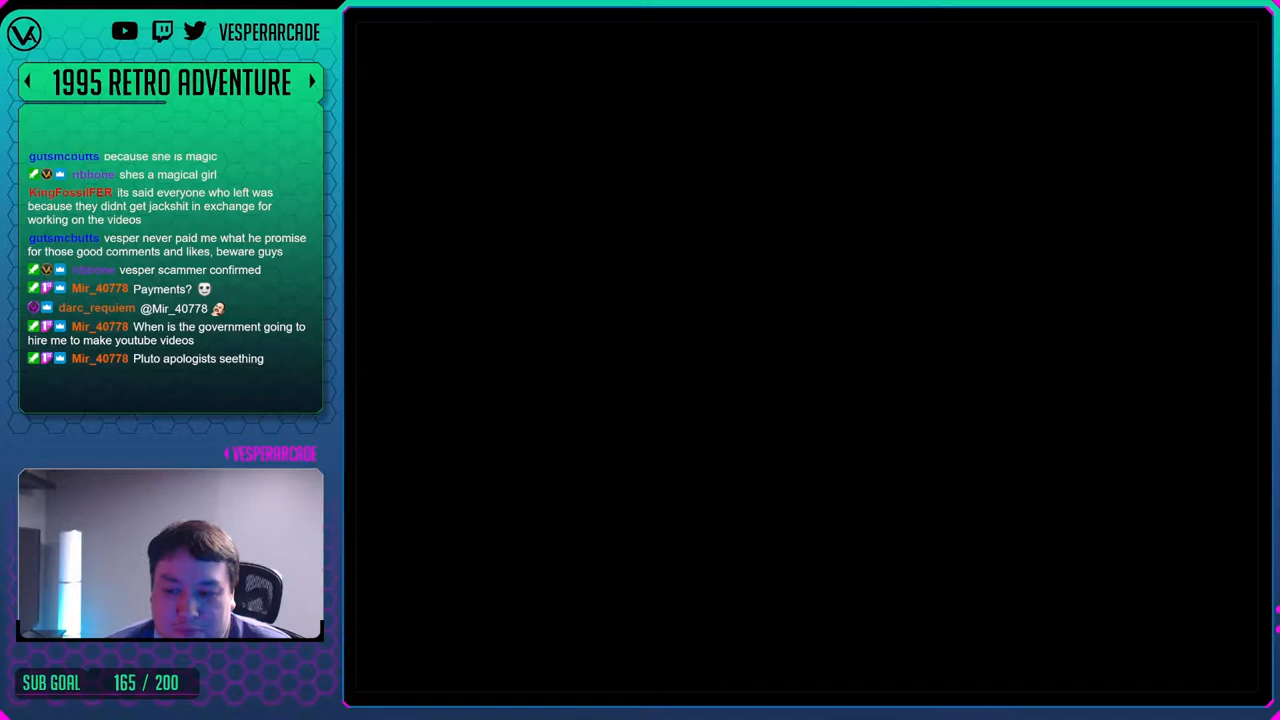 VA
VESPERARCADE
1995 RETRO ADVENTURE
gutsmcbutts because she is magic
ribbone shes a magical girl
KingFossilFER its said everyone who left was
because they didnt get jackshit in exchange for
working on the videos
gutsmcbutts vesper never paid me what he promise
for those good comments and likes, beware guys
ribbone vesper scammer confirmed
Mir_40778 Payments?
darc_requiem @Mir_40778
Mir_40778 When is the government going to
hire me to make youtube videos
Mir_40778 Pluto apologists seething
VESPERARCADE
SUB GOAL 165 / 200